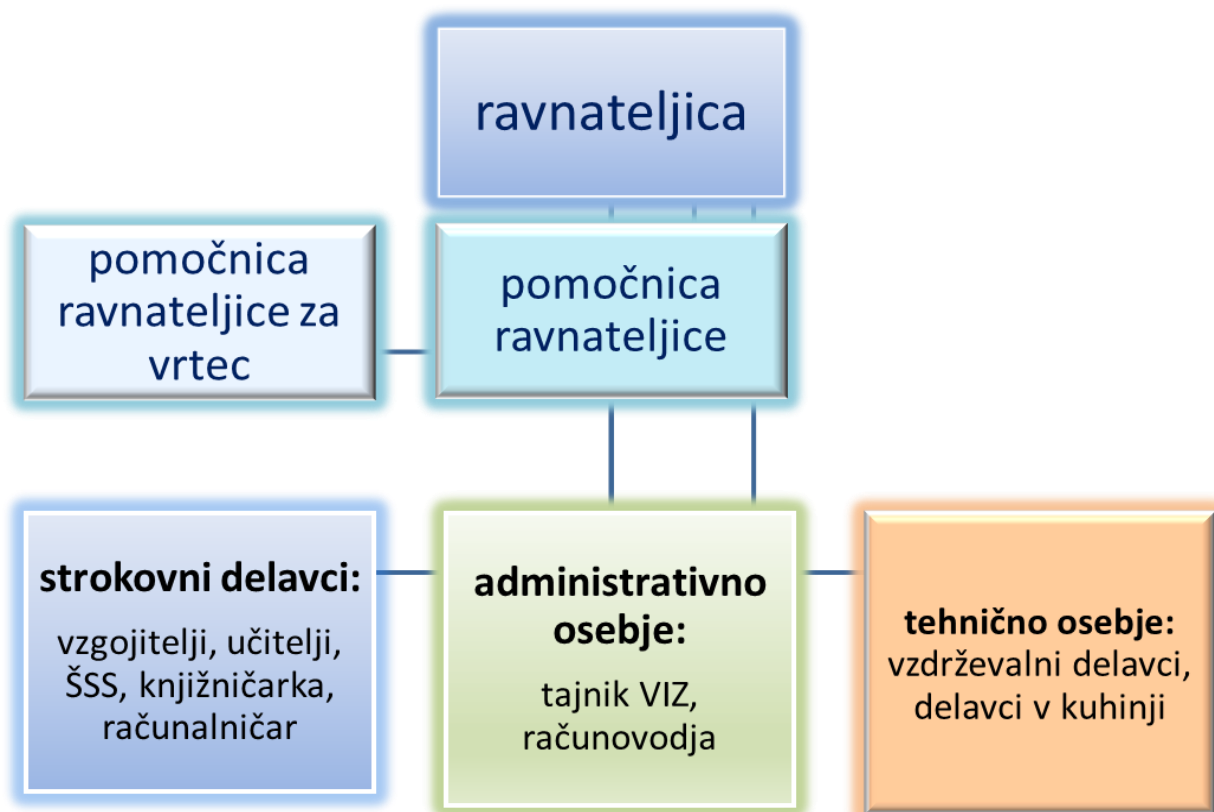 ravnateljica
pomočnica
ravnateljice za
vrtec
pomočnica
ravnateljice
strokovni delavci:
vzgojitelji, učitelji,
ŠSS, knjižničarka,
računalničar
administrativno
osebje:
tajnik VIZ,
računovodja
tehnično osebje:
vzdrževalni delavci,
delavci v kuhinji